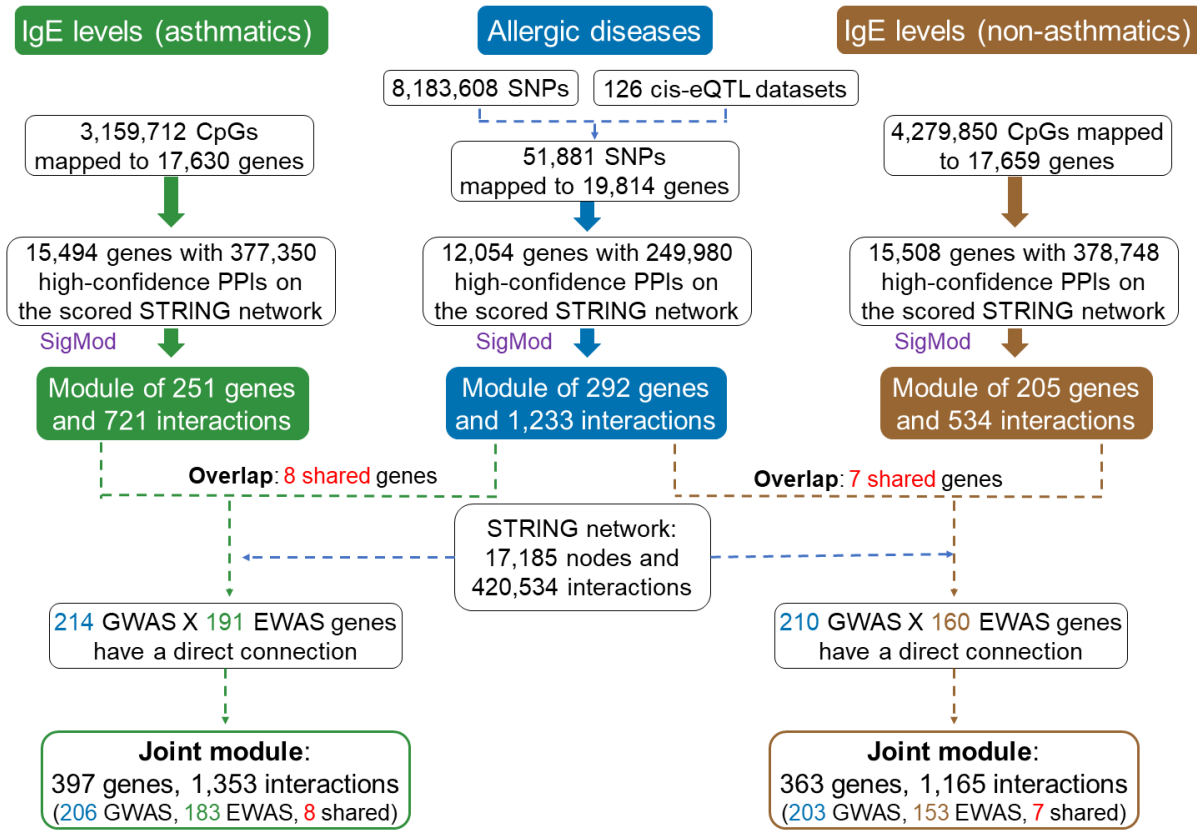 IgE levels (asthmatics)
Allergic diseases
IgE levels (non-asthmatics)
8,183,608 SNPs
126 cis-eQTL datasets
3,159,712 CpGs
mapped to 17,630 genes
51,881 SNPs
mapped to 19,814 genes
4,279,850 CpGs mapped
to 17,659 genes
15,494 genes with 377,350
high-confidence PPIs on
the scored STRING network
12,054 genes with 249,980
high-confidence PPIs on
the scored STRING network
15,508 genes with 378,748
high-confidence PPIs on
the scored STRING network
SigMod
SigMod
SigMod
Module of 251 genes
and 721 interactions
Module of 292 genes
and 1,233 interactions
Module of 205 genes
and 534 interactions
Overlap: 8 shared genes
Overlap: 7 shared genes
STRING network:
17,185 nodes and
420,534 interactions
214 GWAS X 191 EWAS genes
have a direct connection
210 GWAS X 160 EWAS genes
have a direct connection
Joint module:
397 genes, 1,353 interactions
(206 GWAS, 183 EWAS, 8 shared)
Joint module:
363 genes, 1,165 interactions
(203 GWAS, 153 EWAS, 7 shared)